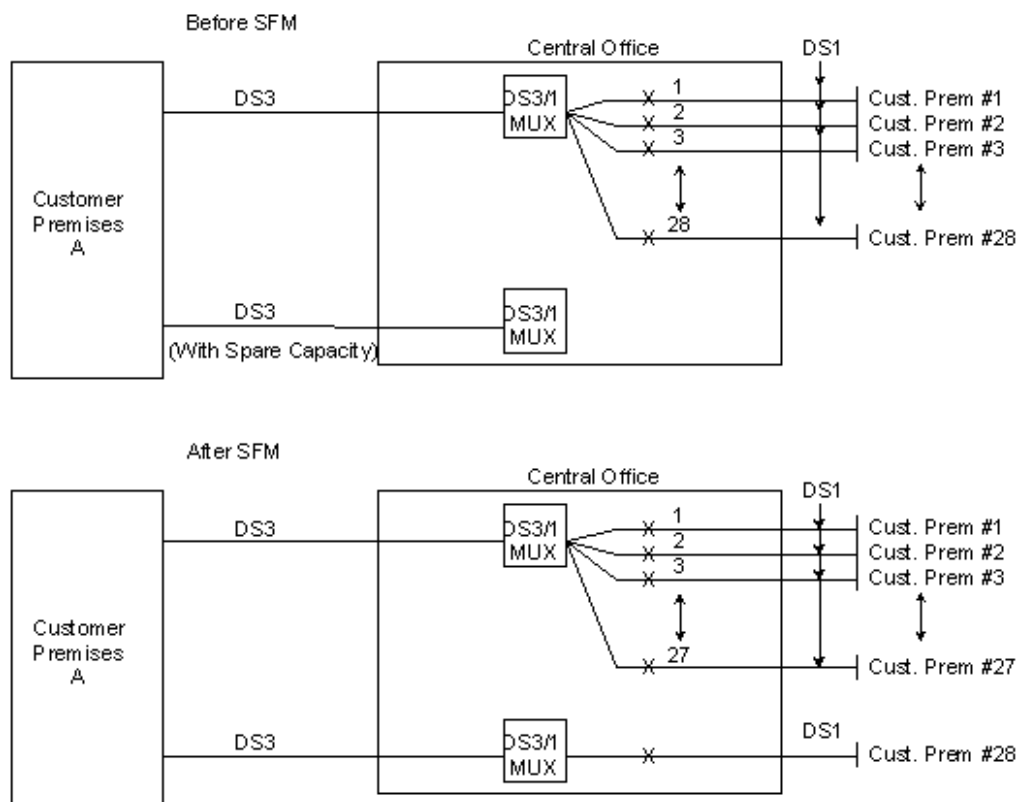 Before SFM
Central Office
DS1
DS3
DS3/1
MUX
1
2
3
28
X
X
X
X
Cust. Prem #1
Cust. Prem #2
Cust. Prem #3
Cust. Prem #28
Customer
Premises
A
DS3
(With Spare Capacity)
DS3/1
MUX
After SFM
Central Office
DS1
DS3
DS3/1
MUX
1
2
3
27
X
X
X
X
Cust. Prem #1
Cust. Prem #2
Cust. Prem #3
Cust. Prem #27
Customer
Premises
A
DS3
DS3/1
MUX
X
DS1
Cust. Prem #28